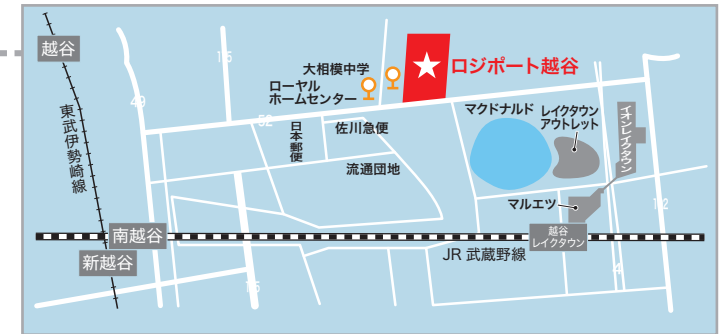 越谷
東武伊勢崎線
南越谷
新越谷
49
16
52
大相模中学
ローヤル
ホームセンター
日本郵便
佐川急便
流通団地
ロジポート越谷
マクドナルド
レイクタウン
アウトレット
イオンレイクタウン
マルエツ
越谷
レイクタウン
JR 武蔵野線
16
102
4